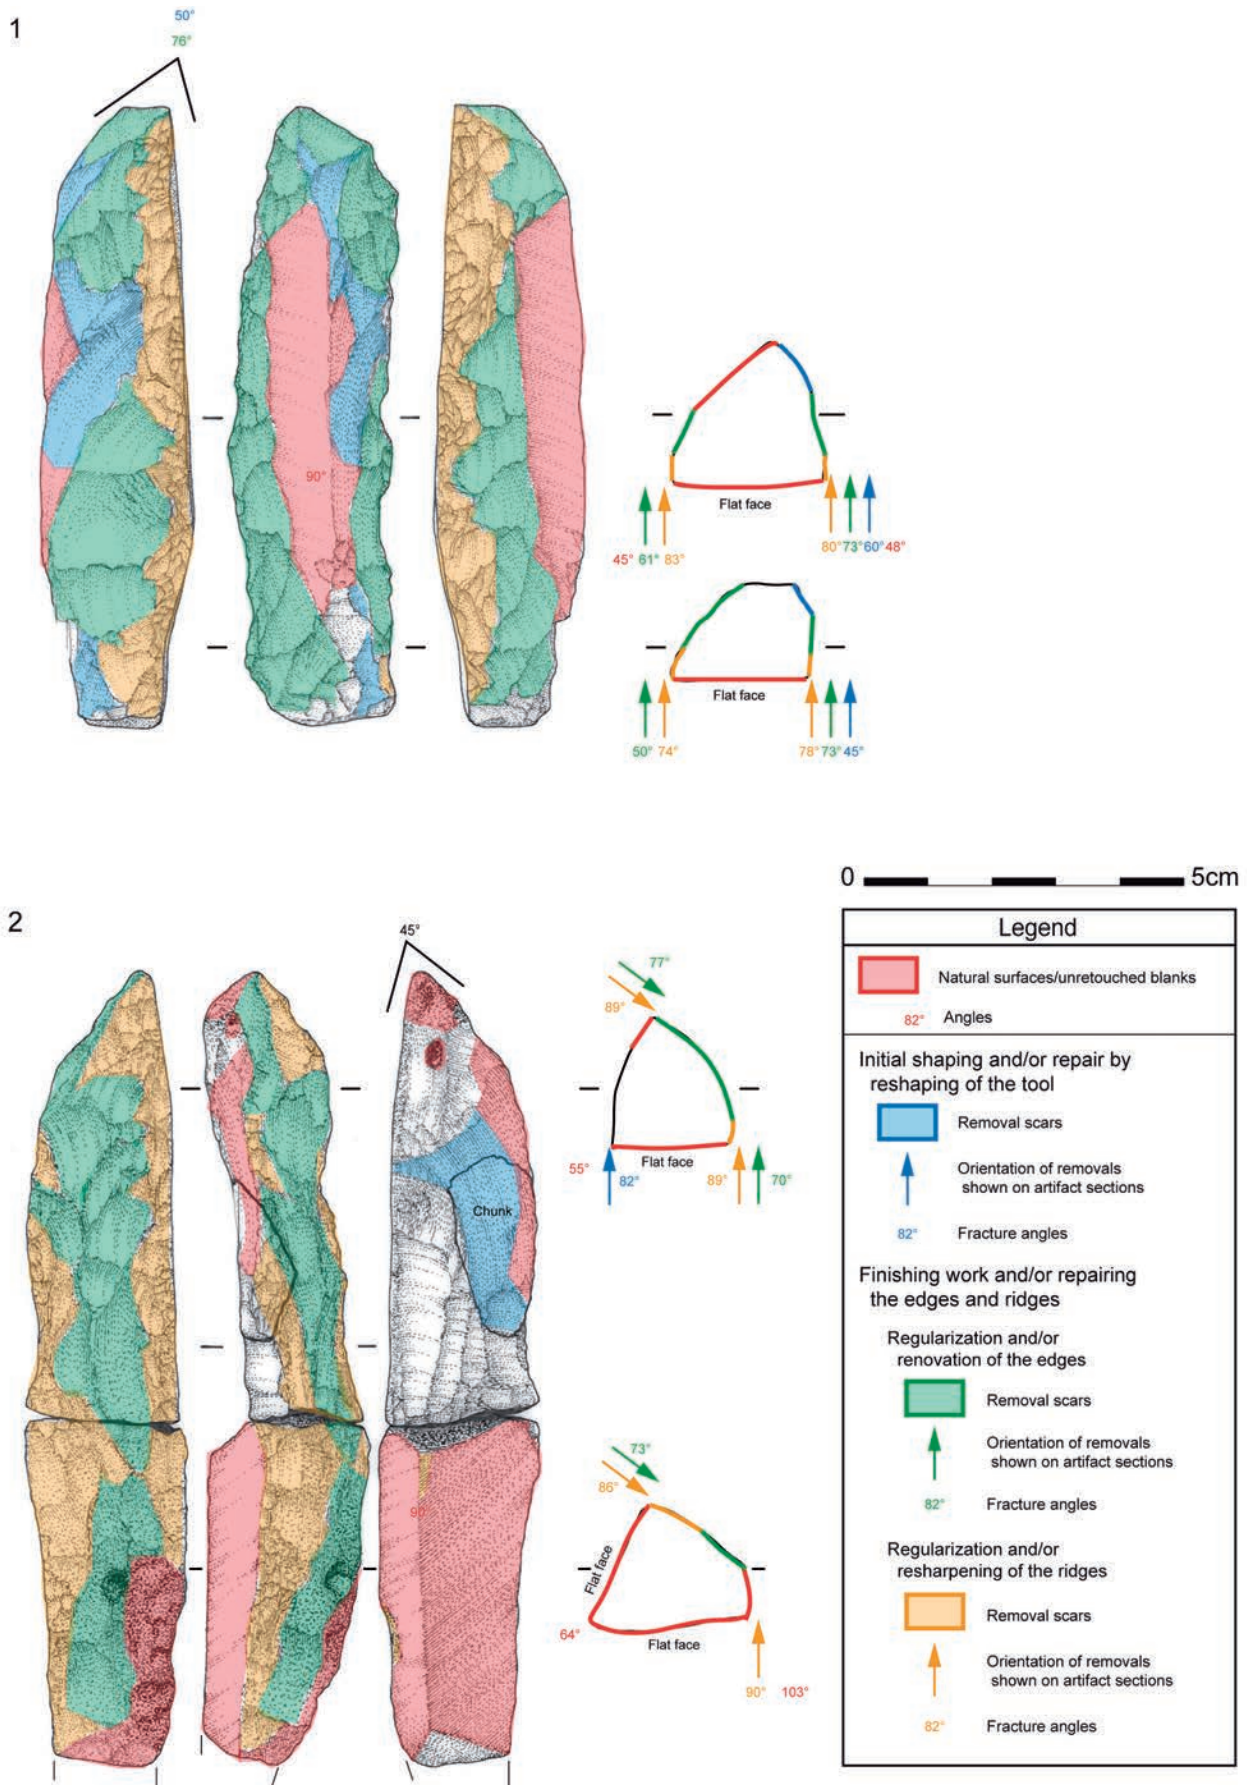 1
50°
76°
90°
Flat face
45° 61° 83°
80° 73° 60° 48°
Flat face
50° 74°
78° 73° 45°
0 5cm
2
45°
Chunk
90
77°
89°
Flat face
55° 82°
89° 70°
73°
86°
Flat face
64°
Flat face
90° 103°
Legend
Natural surfaces/unretouched blanks
82° Angles
Initial shaping and/or repair by
reshaping of the tool
Removal scars
Orientation of removals
shown on artifact sections
82° Fracture angles
Finishing work and/or repairing
the edges and ridges
Regularization and/or
renovation of the edges
Removal scars
Orientation of removals
shown on artifact sections
82° Fracture angles
Regularization and/or
resharpening of the ridges
Removal scars
Orientation of removals
shown on artifact sections
82° Fracture angles